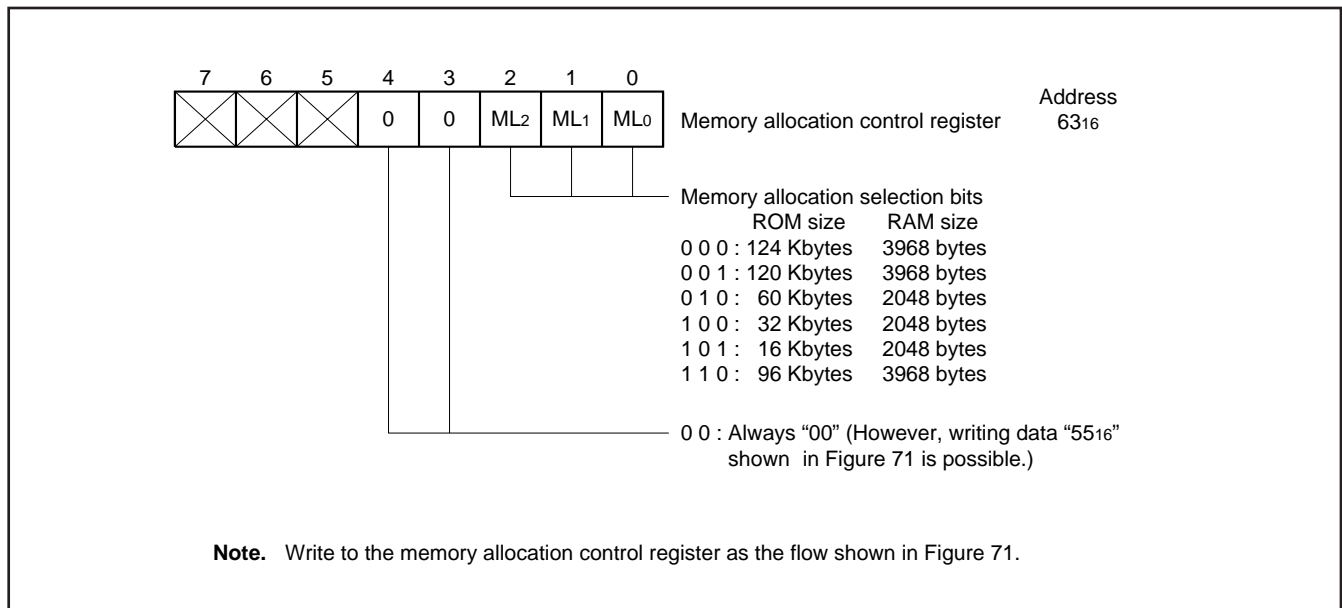 7 6 5 4 3 2 1 0
Address
0 0 ML2 ML1 ML0 Memory allocation control register 6316
Memory allocation selection bits
ROM size RAM size
0 0 0 : 124 Kbytes 3968 bytes
0 0 1 : 120 Kbytes 3968 bytes
0 1 0 : 60 Kbytes 2048 bytes
1 0 0 : 32 Kbytes 2048 bytes
1 0 1 : 16 Kbytes 2048 bytes
1 1 0 : 96 Kbytes 3968 bytes
0 0 : Always “00” (However, writing data “5516”
shown in Figure 71 is possible.)
Note. Write to the memory allocation control register as the flow shown in Figure 71.